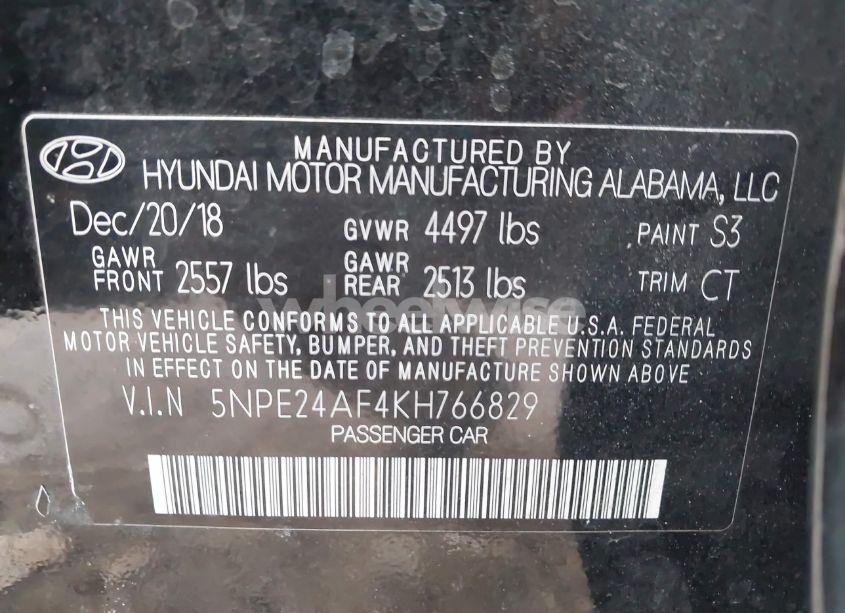 MANUFACTURED BY
HYUNDAI MOTOR MANUFACTURING ALABAMA, LLC
Dec/20/18 GVWR 4497 lbs PAINT S3
GAWR FRONT 2557 lbs GAWR REAR 2513 lbs TRIM CT
wheelwise
THIS VEHICLE CONFORMS TO ALL APPLICABLE U.S.A. FEDERAL
MOTOR VEHICLE SAFETY, BUMPER, AND THEFT PREVENTION STANDARDS
IN EFFECT ON THE DATE OF MANUFACTURE SHOWN ABOVE
V.I.N 5NPE24AF4KH766829
PASSENGER CAR